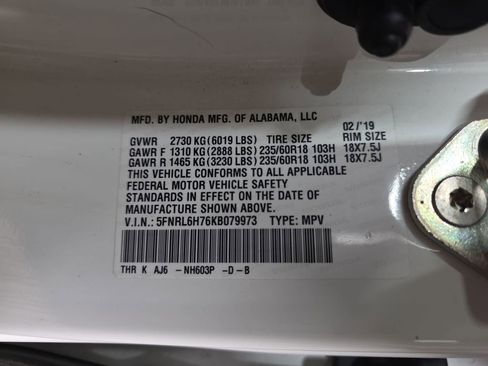 MFD. BY HONDA MFG. OF ALABAMA, LLC
02/'19
GVWR 2730 KG(6019 LBS) TIRE SIZE RIM SIZE
GAWR F 1310 KG(2888 LBS)235/60R18 103H 18X7.5J
GAWR R 1465 KG(3230 LBS)235/60R18 103H 18X7.5J
THIS VEHICLE CONFORMS TO ALL APPLICABLE
FEDERAL MOTOR VEHICLE SAFETY
STANDARDS IN EFFECT ON THE DATE OF
MANUFACTURE SHOWN ABOVE.
V.I.N.: 5FNRL6H76KB079973 TYPE: MPV
THR K AJ6 -NH603P -D-B